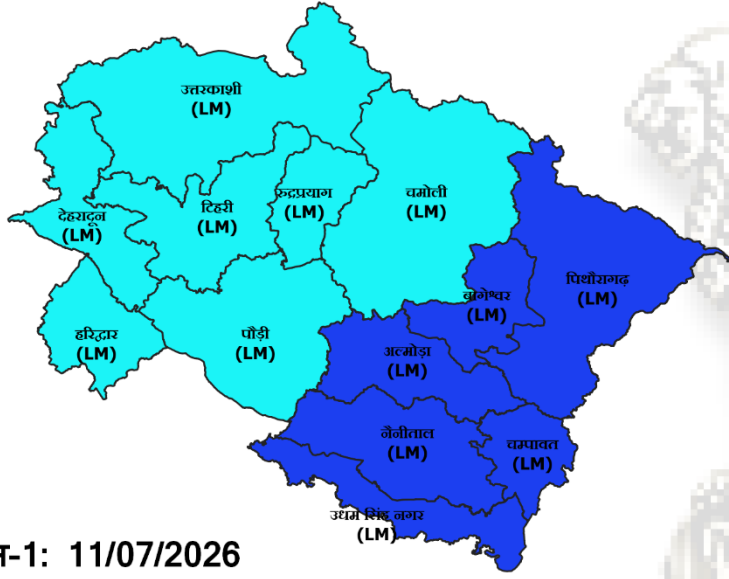 उत्तरकाशी
(LM)
देहरादून
(LM)
टिहरी
(LM)
रुद्रप्रयाग
(LM)
चमोली
(LM)
हरिद्वार
(LM)
पौड़ी
(LM)
बागेश्वर
(LM)
पिथौरागढ़
(LM)
अल्मोड़ा
(LM)
नैनीताल
(LM)
चम्पावत
(LM)
उधम सिंह नगर
(LM)
-1: 11/07/2026